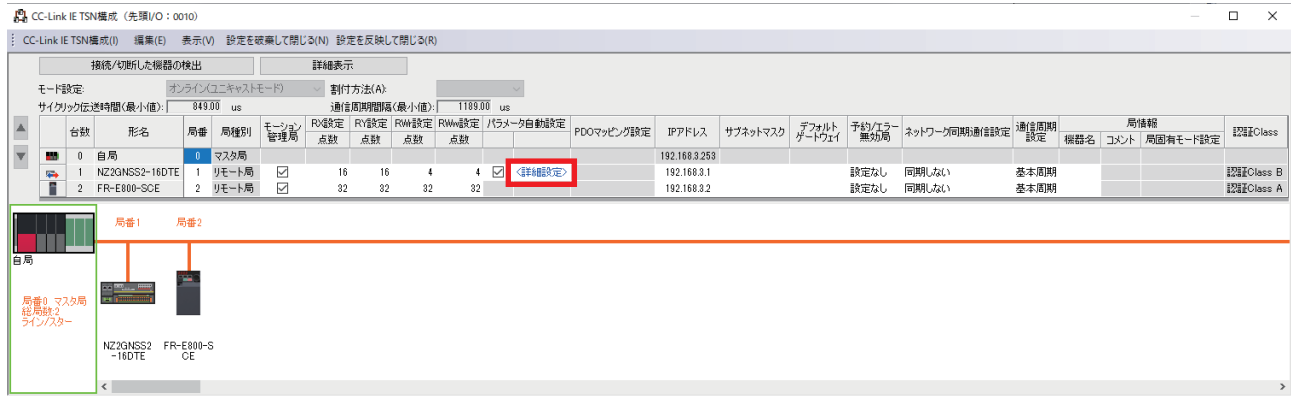 CC-Link IE TSN構成 (先頭I/O：0010)
CC-Link IE TSN構成(I) 編集(E) 表示(V) 設定を破棄して閉じる(N) 設定を反映して閉じる(R)
接続/切断した機器の検出 詳細表示
モード設定: オンライン(ユニキャストモード) 割付方法(A):
サイクリック伝送時間(最小値): 849.00 us 通信周期間隔(最小値): 1189.00 us
台数 形名 局番 局種別 モーション管理局 RX設定 RY設定 RWr設定 RWw設定 パラメータ自動設定 PDOマッピング設定 IPアドレス サブネットマスク デフォルトゲートウェイ 予約/エラー無効局 ネットワーク同期通信設定 通信周期設定 局情報 認証Class
点数 点数 点数 点数 機器名 コメント 局固有モード設定
0 自局 0 マスタ局 192.168.3.253
1 NZ2GNSS2-16DTE 1 リモート局 16 16 4 4 <詳細設定> 192.168.3.1 設定なし 同期しない 基本周期 認証Class B
2 FR-E800-SCE 2 リモート局 32 32 32 32 192.168.3.2 設定なし 同期しない 基本周期 認証Class A
局番1 局番2
自局
局番0 マスタ局
総局数:2
ライン/スター
NZ2GNSS2
-16DTE
FR-E800-S
CE